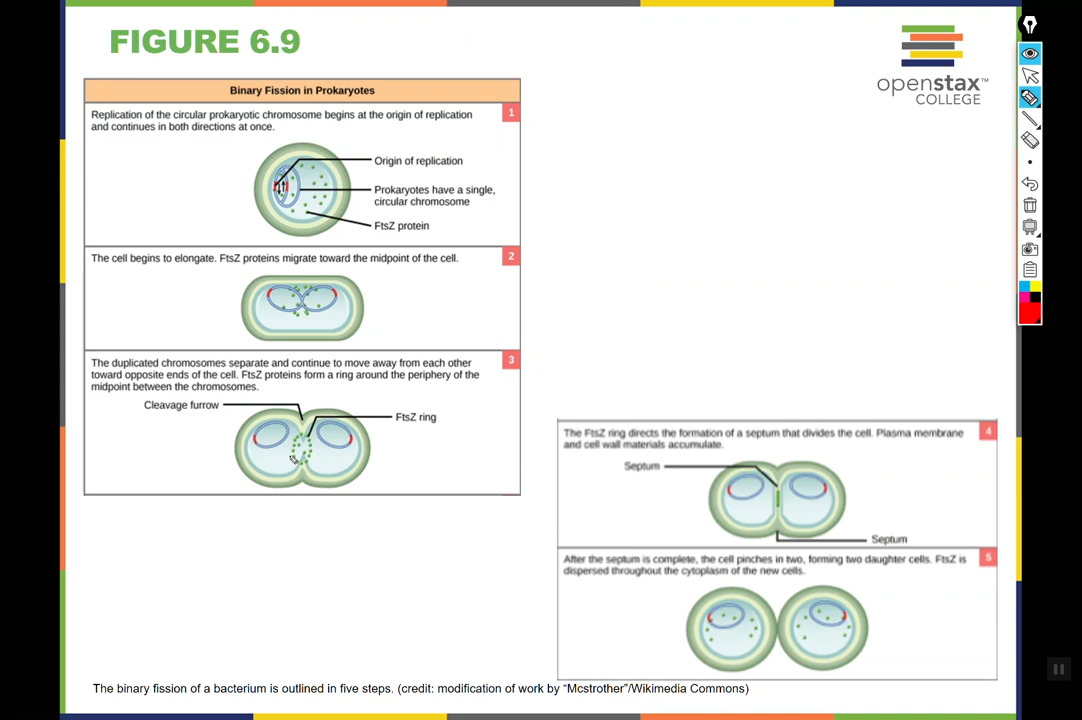 FIGURE 6.9
openstax™
COLLEGE
Binary Fission in Prokaryotes
1
Replication of the circular prokaryotic chromosome begins at the origin of replication
and continues in both directions at once.
Origin of replication
Prokaryotes have a single,
circular chromosome
FtsZ protein
2
The cell begins to elongate. FtsZ proteins migrate toward the midpoint of the cell.
3
The duplicated chromosomes separate and continue to move away from each other
toward opposite ends of the cell. FtsZ proteins form a ring around the periphery of the
midpoint between the chromosomes.
Cleavage furrow
FtsZ ring
4
The FtsZ ring directs the formation of a septum that divides the cell. Plasma membrane
and cell wall materials accumulate.
Septum
Septum
5
After the septum is complete, the cell pinches in two, forming two daughter cells. FtsZ is
dispersed throughout the cytoplasm of the new cells.
The binary fission of a bacterium is outlined in five steps. (credit: modification of work by “Mcstrother”/Wikimedia Commons)